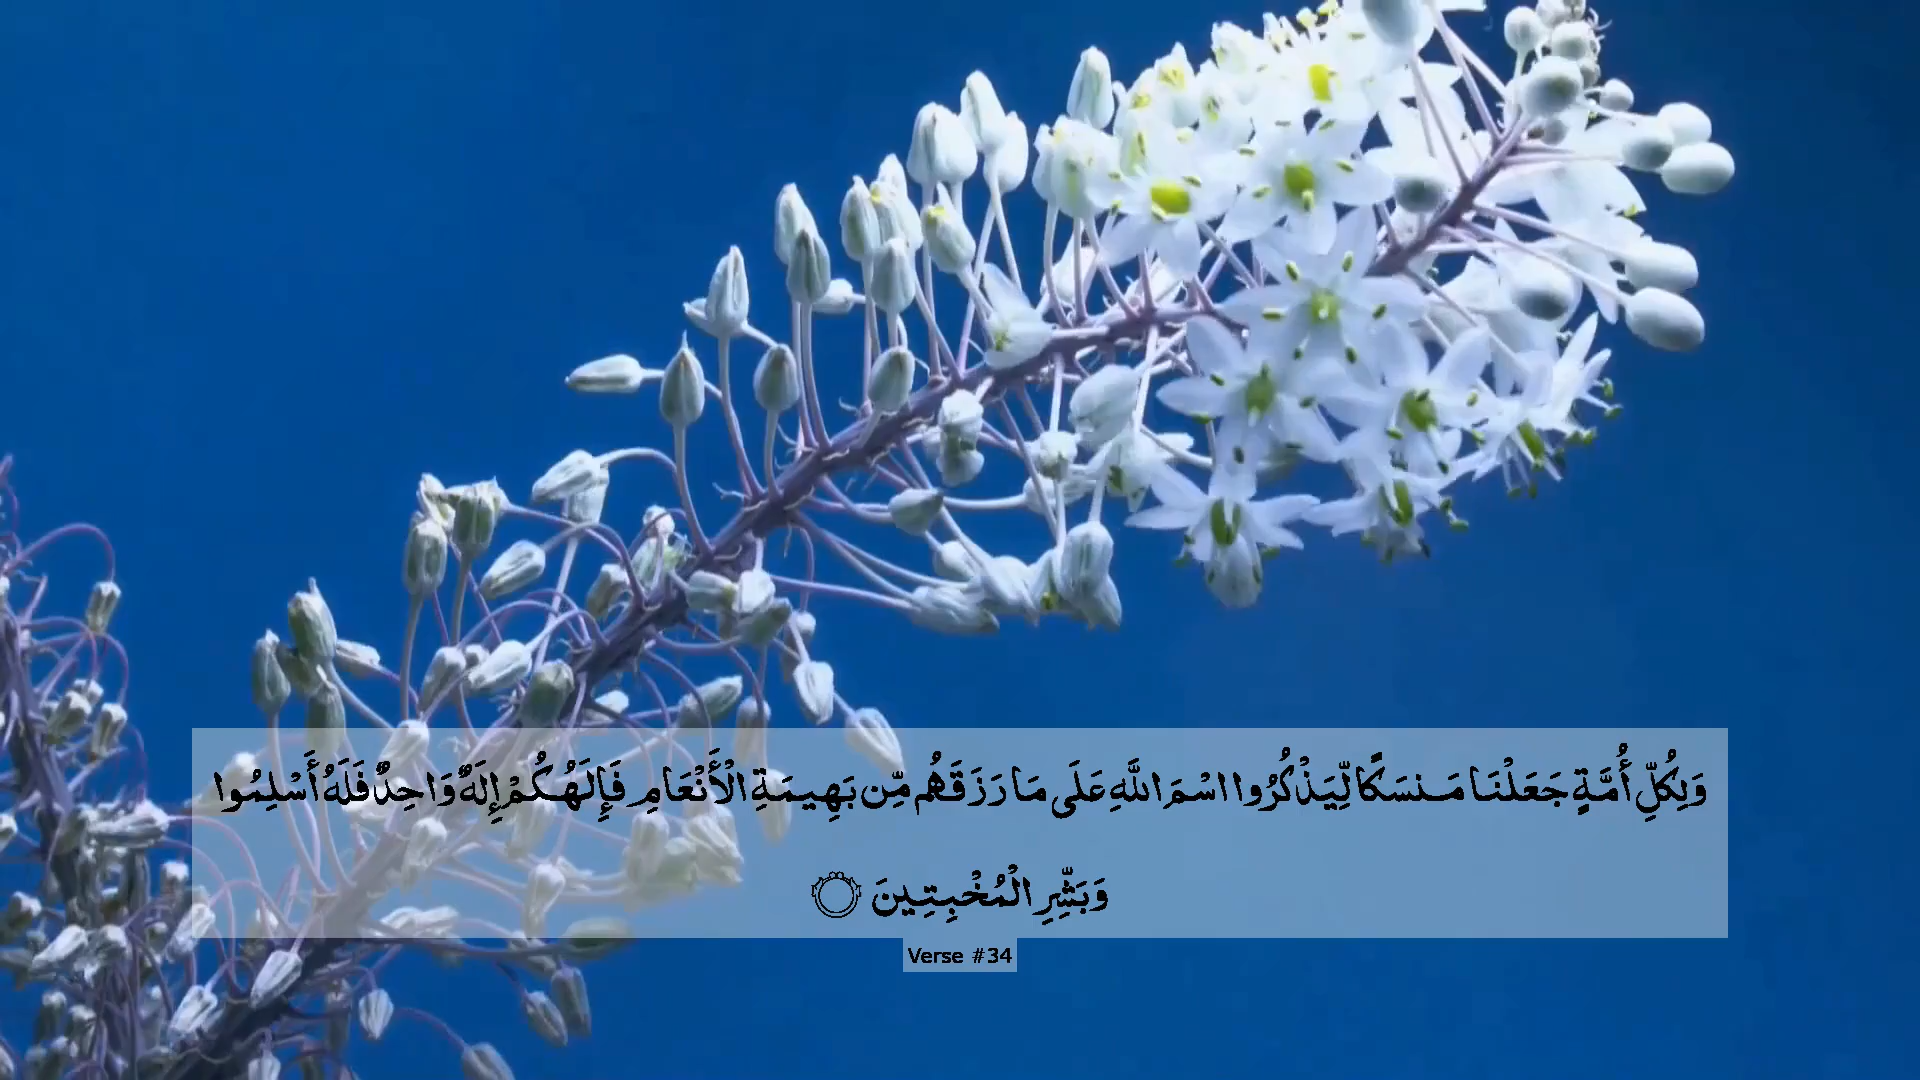 وَلِكُلِّ أُمَّةٍ جَعَلْنَا مَنسَكًا لِّيَذْكُرُوا اسْمَ اللَّهِ عَلَى مَا رَزَقَهُم مِّن بَهِيمَةِ الْأَنْعَامِ فَإِلَهُكُمْ إِلَهٌ وَاحِدٌ فَلَهُ أَسْلِمُوا
وَبَشِّرِ الْمُخْبِتِينَ ۝
Verse #34